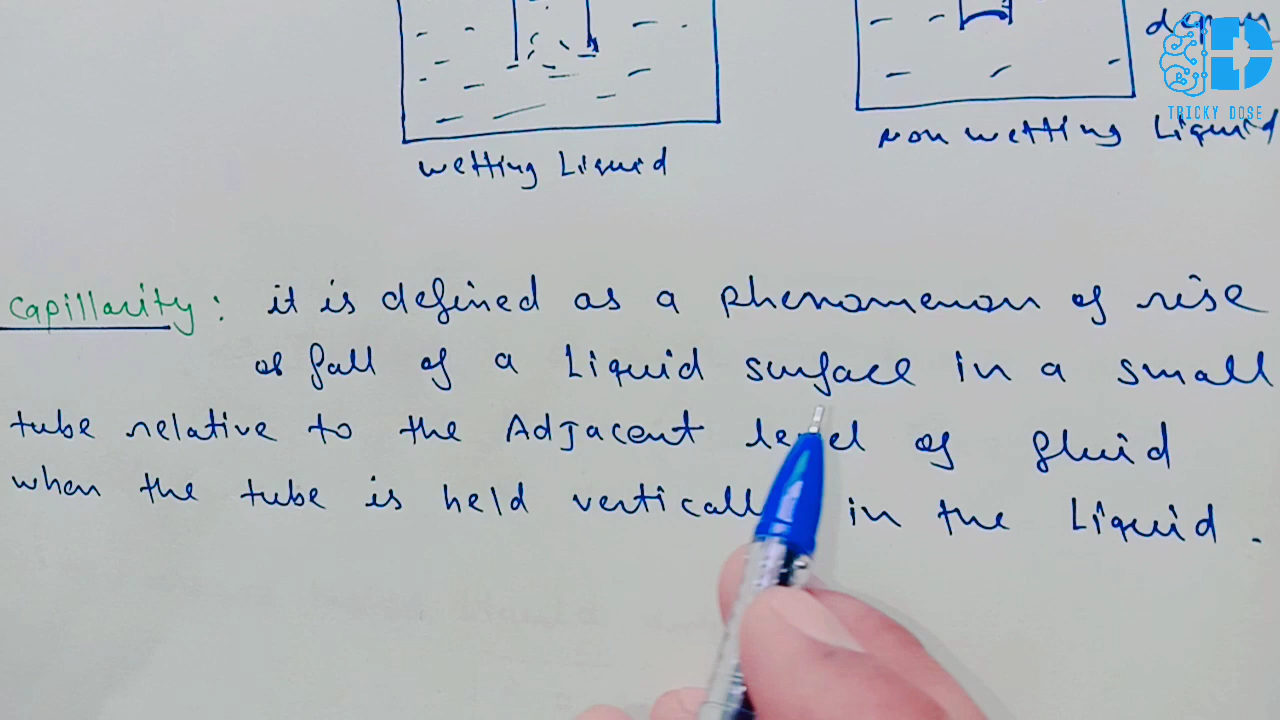 TRICKY DOSE
wetting Liquid
Non wetting Liquid
Capillarity: it is defined as a phenomenon of rise
or fall of a Liquid surface in a small
tube relative to the Adjacent level of fluid
when the tube is held vertically in the Liquid.